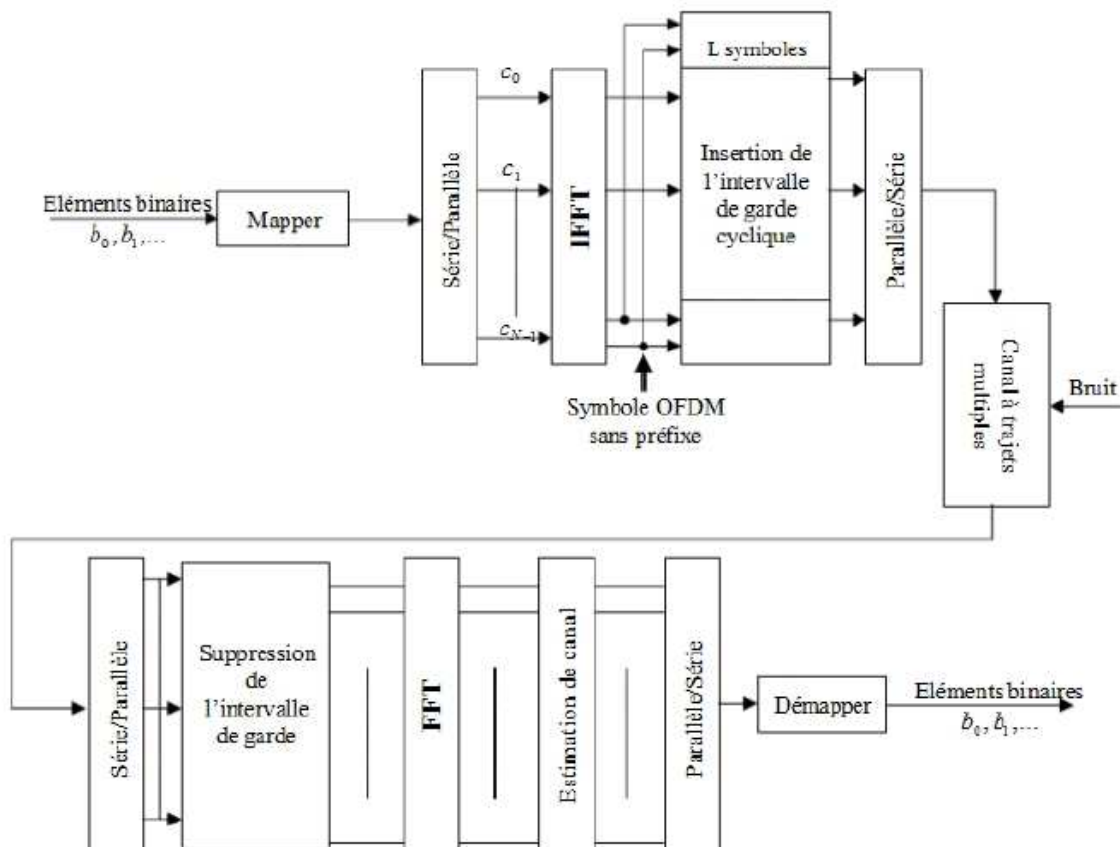 L symboles
c₀
c₁
c_{N-1}
Eléments binaires
b₀, b₁,...
Mapper
Série/Parallèle
IFFT
Insertion de
l'intervalle
de garde
cyclique
Parallèle/Série
Symbole OFDM
sans préfixe
Canal à trajets
multiples
Bruit
Série/Parallèle
Suppression
de
l'intervalle
de garde
FFT
Estimation de canal
Parallèle/Série
Démapper
Eléments binaires
b₀, b₁,...